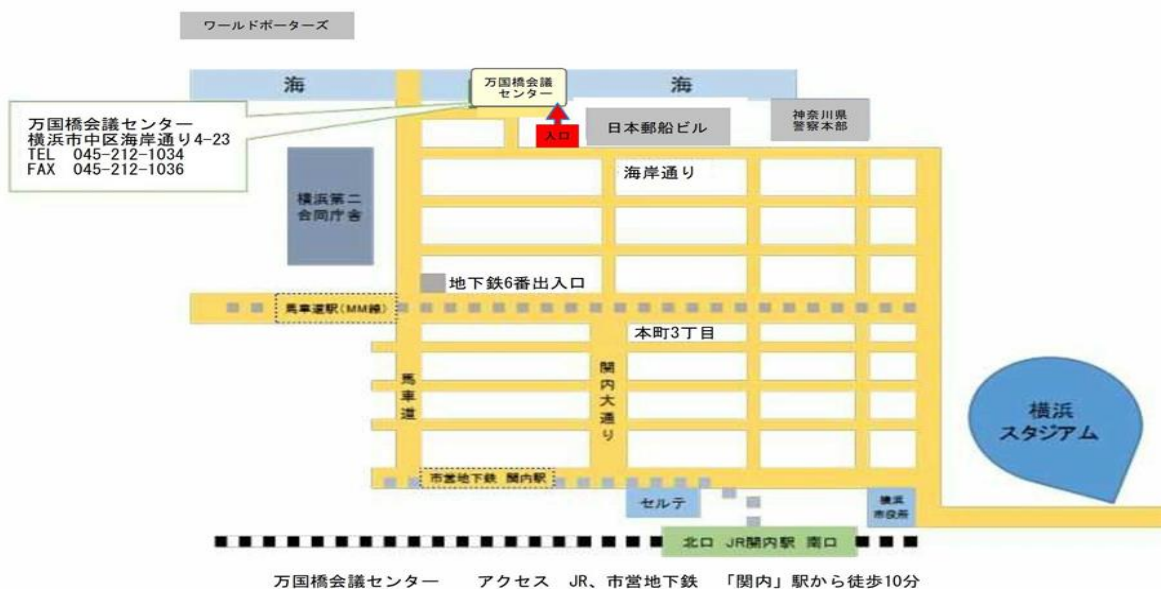 ワールドポーターズ
海
万国橋会議
センター
海
万国橋会議センター
横浜市中区海岸通り4-23
TEL 045-212-1034
FAX 045-212-1036
入口
日本郵船ビル
神奈川県
警察本部
海岸通り
横浜第二
合同庁舎
地下鉄6番出入口
馬車道駅(MM線)
本町3丁目
馬車道
関内大通り
横浜
スタジアム
市営地下鉄 関内駅
セルテ
横浜
市役所
北口 JR関内駅 南口
万国橋会議センター アクセス JR、市営地下鉄 「関内」駅から徒歩10分